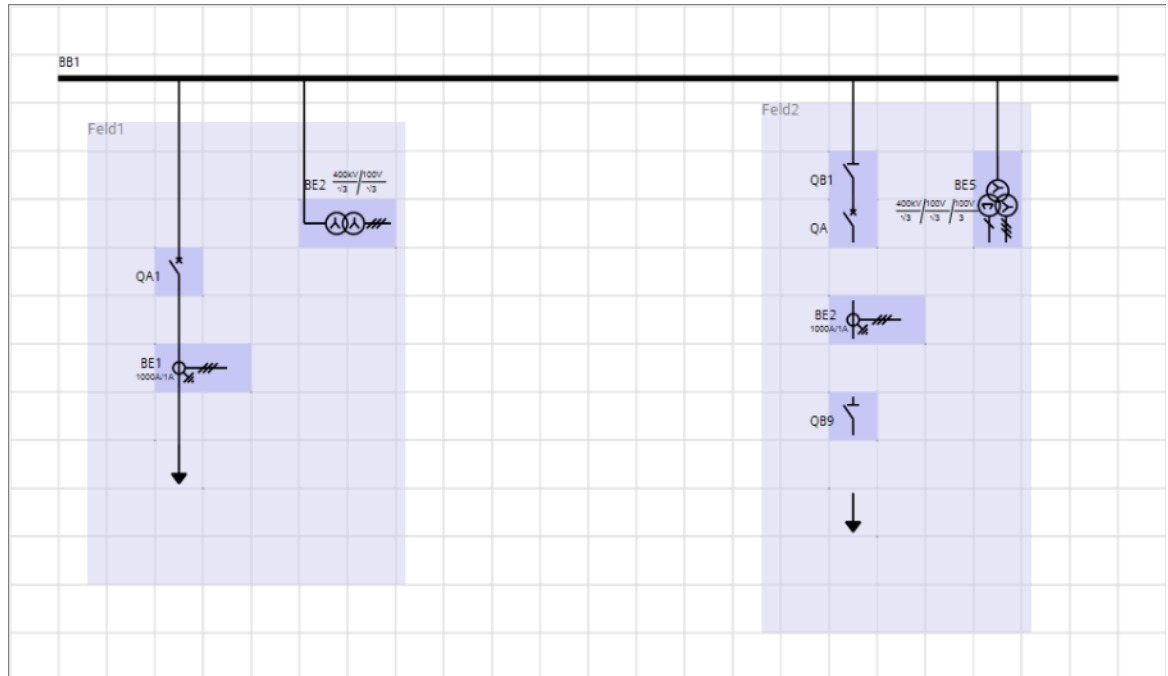 BB1
Feld1
BE2 400kV/√3 / 100V/√3
QA1
BE1
1000A/1A
Feld2
QB1
BE5
400kV/√3 / 100V/√3 / 100V/3
QA
BE2
1000A/1A
QB9